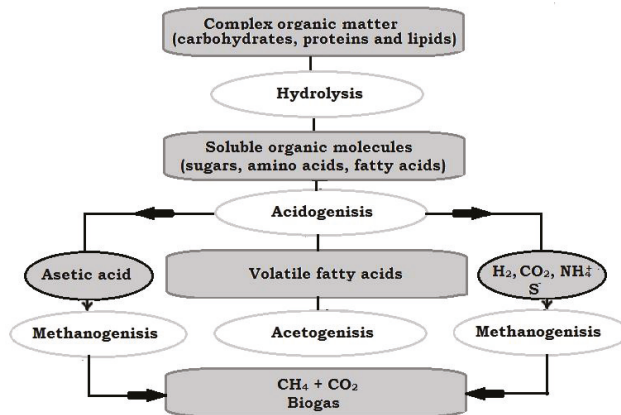 Complex organic matter
(carbohydrates, proteins and lipids)
Hydrolysis
Soluble organic molecules
(sugars, amino acids, fatty acids)
Acidogenisis
Asetic acid
Volatile fatty acids
H₂, CO₂, NH₄⁺
S⁻
Methanogenisis
Acetogenisis
Methanogenisis
CH₄ + CO₂
Biogas